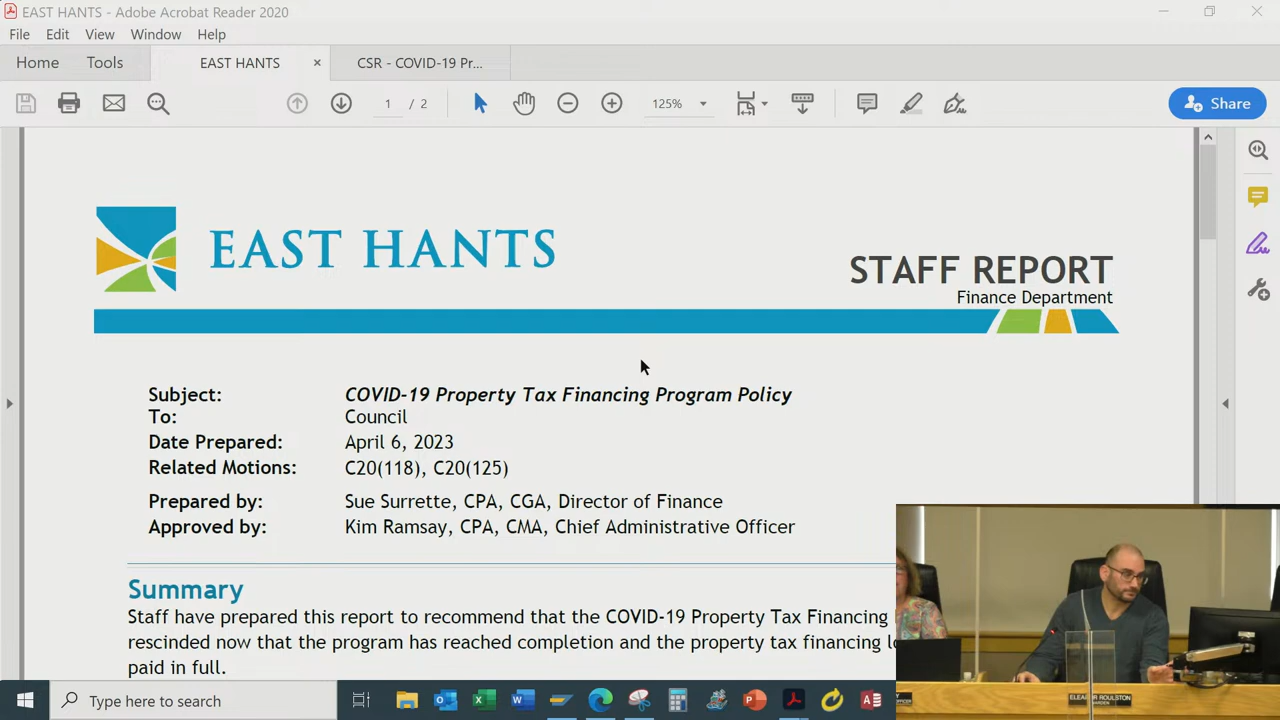 EAST HANTS - Adobe Acrobat Reader 2020
File Edit View Window Help
Home Tools EAST HANTS × CSR - COVID-19 Pr...
1 / 2 125% Share
EAST HANTS
STAFF REPORT
Finance Department
Subject: COVID-19 Property Tax Financing Program Policy
To: Council
Date Prepared: April 6, 2023
Related Motions: C20(118), C20(125)
Prepared by: Sue Surrette, CPA, CGA, Director of Finance
Approved by: Kim Ramsay, CPA, CMA, Chief Administrative Officer
Summary
Staff have prepared this report to recommend that the COVID-19 Property Tax Financing
rescinded now that the program has reached completion and the property tax financing
paid in full.
ELEANOR ROULSTON
WARDEN
Type here to search